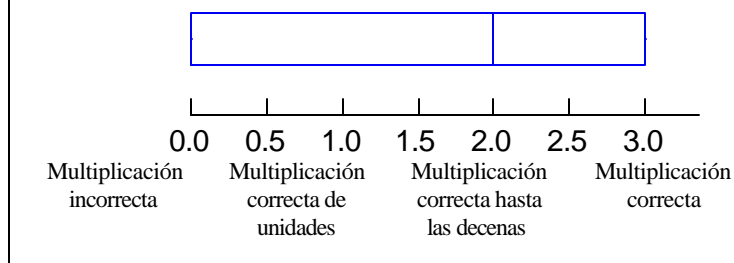 0.0 0.5 1.0 1.5 2.0 2.5 3.0
Multiplicación incorrecta
Multiplicación correcta de unidades
Multiplicación correcta hasta las decenas
Multiplicación correcta